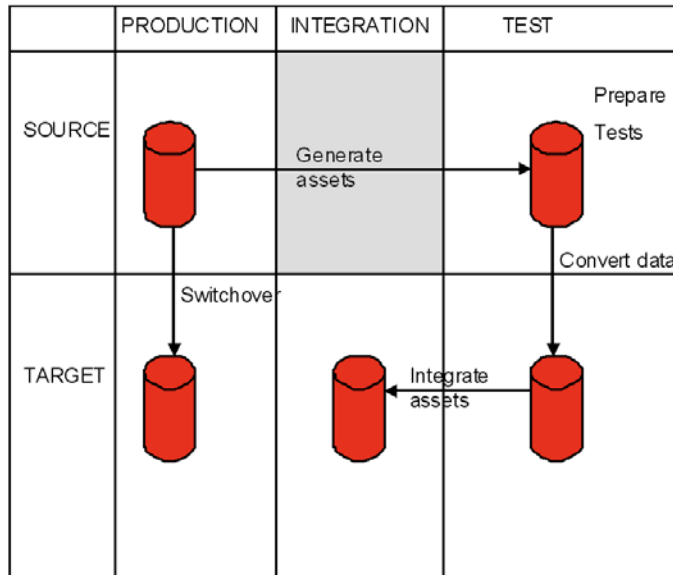 PRODUCTION INTEGRATION TEST
SOURCE
Prepare
Tests
Generate
assets
Convert data
Switchover
TARGET
Integrate
assets